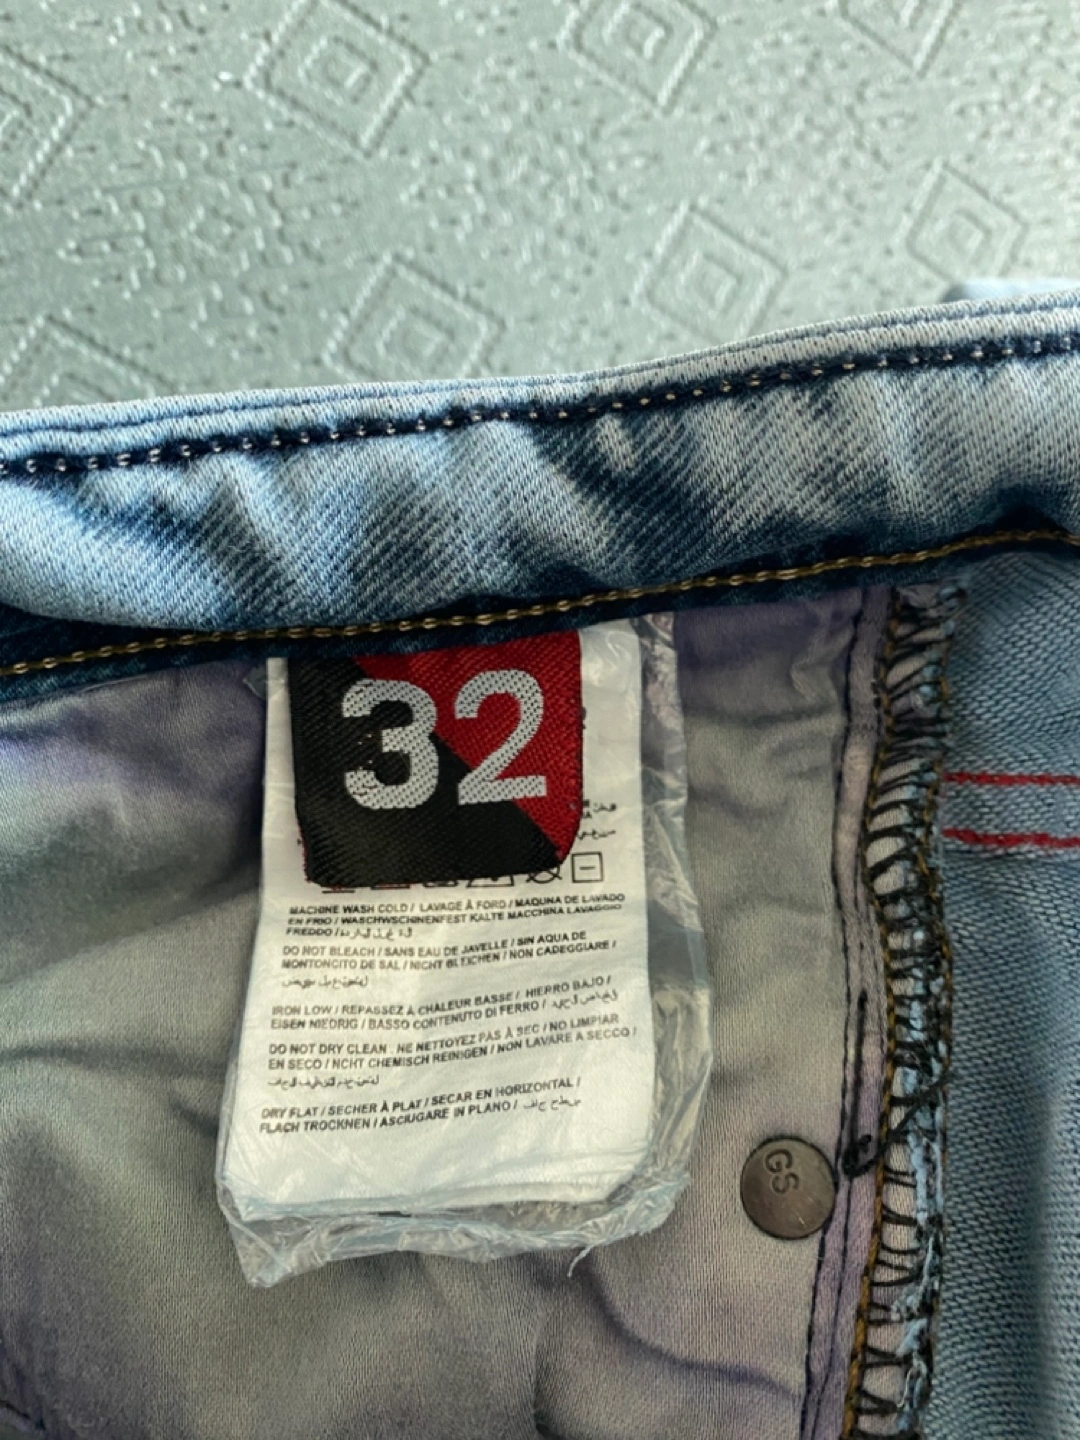 32
MACHINE WASH COLD / LAVAGE À FORD / MAQUNA DE LAVADO
EN FRIO / WASCHWSCHINENFEST KALTE MACCHINA LAVAGGIO
FREDDO /
DO NOT BLEACH / SANS EAU DE JAVELLE / SIN AQUA DE
MONTONCITO DE SAL / NICHT BLEICHEN / NON CADEGGIARE /
IRON LOW / REPASSEZ À CHALEUR BASSE / HIERRO BAJO /
EISEN NIEDRIG / BASSO CONTENUTO DI FERRO /
DO NOT DRY CLEAN . NE NETTOYEZ PAS À SEC / NO LIMPIAR
EN SECO / NCHT CHEMISCH REINIGEN / NON LAVARE A SECCO /
DRY FLAT / SECHER À PLAT / SECAR EN HORIZONTAL /
FLACH TROCKNEN / ASCIUGARE IN PLANO /
GS